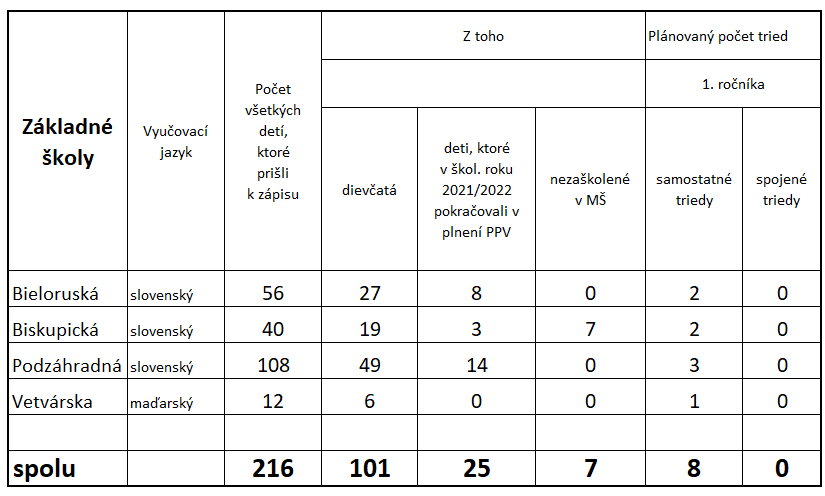 Základné školy
Vyučovací jazyk
Počet všetkých detí, ktoré prišli k zápisu
Z toho
Plánovaný počet tried
1. ročníka
dievčatá
deti, ktoré v škol. roku 2021/2022 pokračovali v plnení PPV
nezaškolené v MŠ
samostatné triedy
spojené triedy
Bieloruská slovenský 56 27 8 0 2 0
Biskupická slovenský 40 19 3 7 2 0
Podzáhradná slovenský 108 49 14 0 3 0
Vetvárska maďarský 12 6 0 0 1 0
spolu 216 101 25 7 8 0